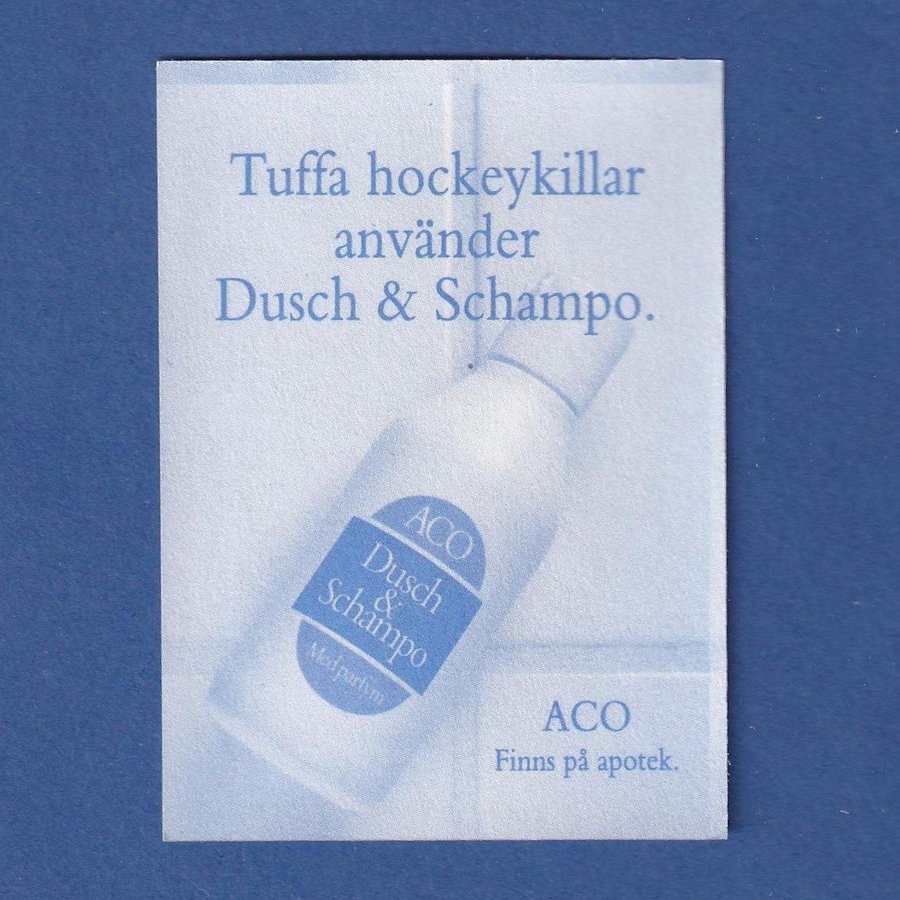 Tuffa hockeykillar
använder
Dusch & Schampo.
ACO
Dusch
&
Schampo
Med parfym
ACO
Finns på apotek.